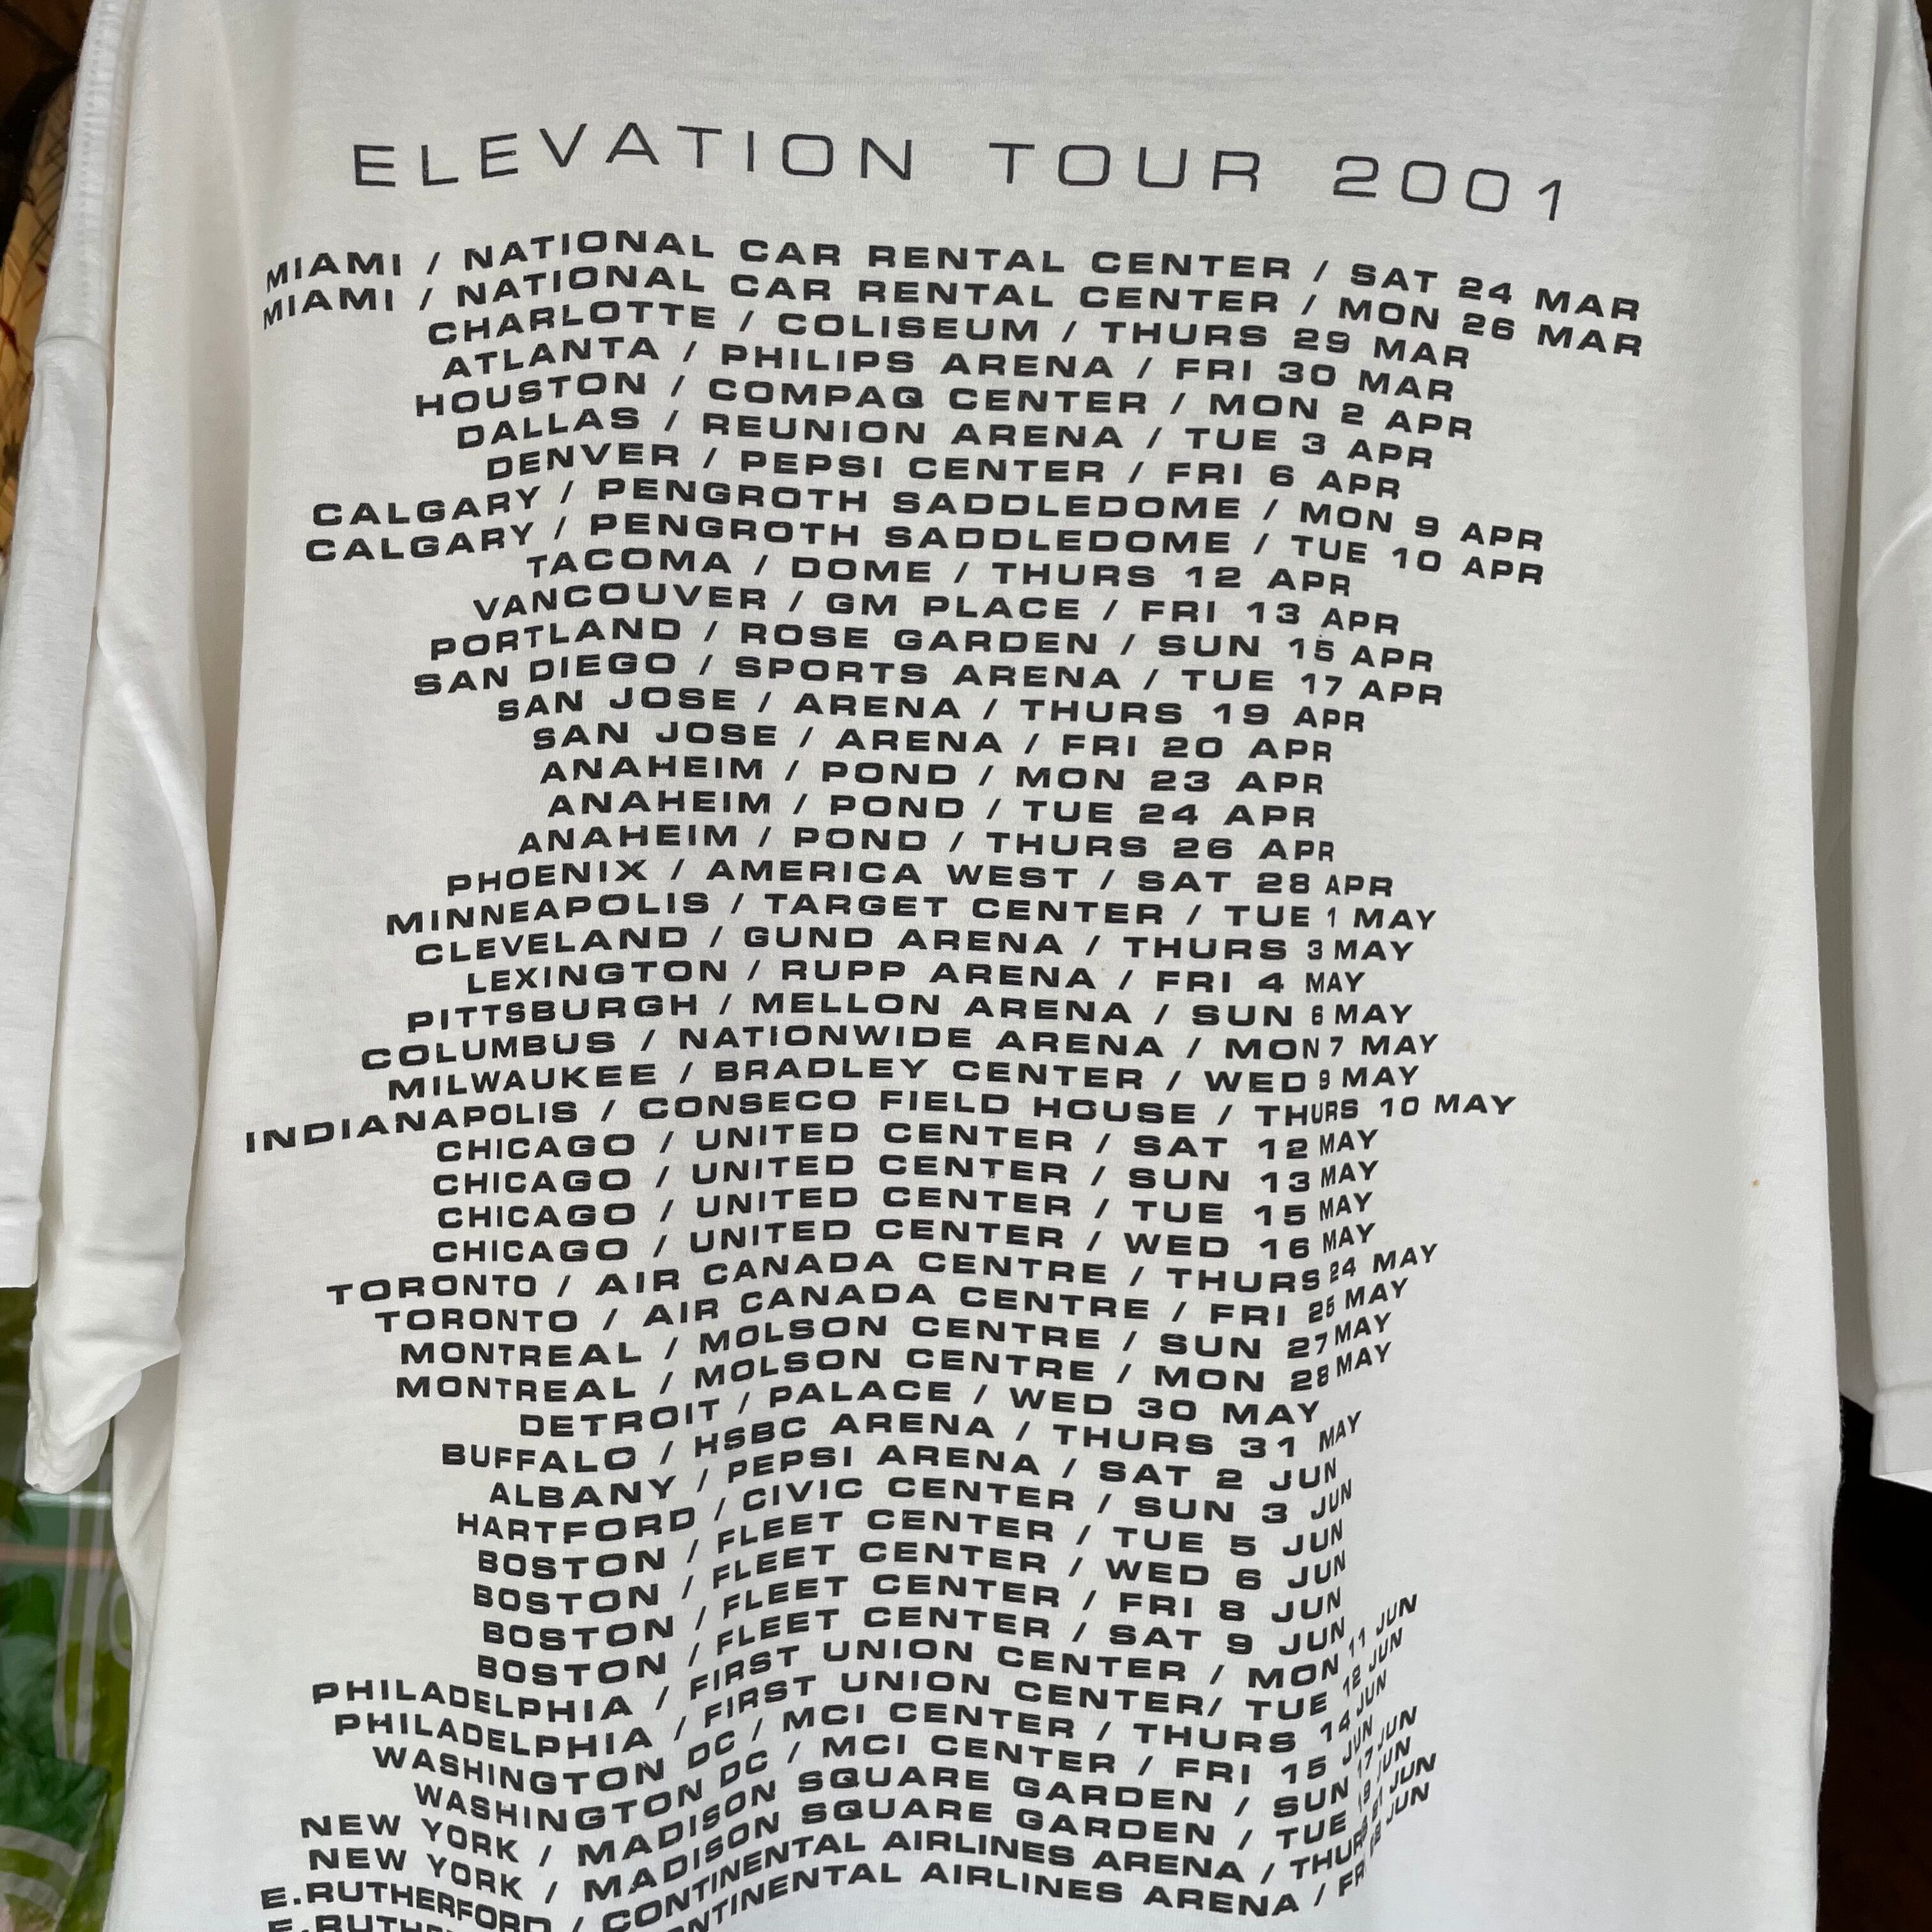 ELEVATION TOUR 2001
MIAMI / NATIONAL CAR RENTAL CENTER / SAT 24 MAR
MIAMI / NATIONAL CAR RENTAL CENTER / MON 26 MAR
CHARLOTTE / COLISEUM / THURS 29 MAR
ATLANTA / PHILIPS ARENA / FRI 30 MAR
HOUSTON / COMPAQ CENTER / MON 2 APR
DALLAS / REUNION ARENA / TUE 3 APR
DENVER / PEPSI CENTER / FRI 6 APR
CALGARY / PENGROTH SADDLEDOME / MON 9 APR
CALGARY / PENGROTH SADDLEDOME / TUE 10 APR
TACOMA / DOME / THURS 12 APR
VANCOUVER / GM PLACE / FRI 13 APR
PORTLAND / ROSE GARDEN / SUN 15 APR
SAN DIEGO / SPORTS ARENA / TUE 17 APR
SAN JOSE / ARENA / THURS 19 APR
SAN JOSE / ARENA / FRI 20 APR
ANAHEIM / POND / MON 23 APR
ANAHEIM / POND / TUE 24 APR
ANAHEIM / POND / THURS 26 APR
PHOENIX / AMERICA WEST / SAT 28 APR
MINNEAPOLIS / TARGET CENTER / TUE 1 MAY
CLEVELAND / GUND ARENA / THURS 3 MAY
LEXINGTON / RUPP ARENA / FRI 4 MAY
PITTSBURGH / MELLON ARENA / SUN 6 MAY
COLUMBUS / NATIONWIDE ARENA / MON 7 MAY
MILWAUKEE / BRADLEY CENTER / WED 9 MAY
INDIANAPOLIS / CONSECO FIELD HOUSE / THURS 10 MAY
CHICAGO / UNITED CENTER / SAT 12 MAY
CHICAGO / UNITED CENTER / SUN 13 MAY
CHICAGO / UNITED CENTER / TUE 15 MAY
CHICAGO / UNITED CENTER / WED 16 MAY
TORONTO / AIR CANADA CENTRE / THURS 24 MAY
TORONTO / AIR CANADA CENTRE / FRI 25 MAY
MONTREAL / MOLSON CENTRE / SUN 27 MAY
MONTREAL / MOLSON CENTRE / MON 28 MAY
DETROIT / PALACE / WED 30 MAY
BUFFALO / HSBC ARENA / THURS 31 MAY
ALBANY / PEPSI ARENA / SAT 2 JUN
HARTFORD / CIVIC CENTER / SUN 3 JUN
BOSTON / FLEET CENTER / TUE 5 JUN
BOSTON / FLEET CENTER / WED 6 JUN
BOSTON / FLEET CENTER / FRI 8 JUN
BOSTON / FLEET CENTER / SAT 9 JUN
PHILADELPHIA / FIRST UNION CENTER / MON 11 JUN
PHILADELPHIA / FIRST UNION CENTER/ TUE 12 JUN
WASHINGTON DC / MCI CENTER / THURS 14 JUN
WASHINGTON DC / MCI CENTER / FRI 15 JUN
NEW YORK / MADISON SQUARE GARDEN / SUN 17 JUN
NEW YORK / MADISON SQUARE GARDEN / TUE 19 JUN
E.RUTHERFORD / CONTINENTAL AIRLINES ARENA / JUN
AIRLINES ARENA / JUN